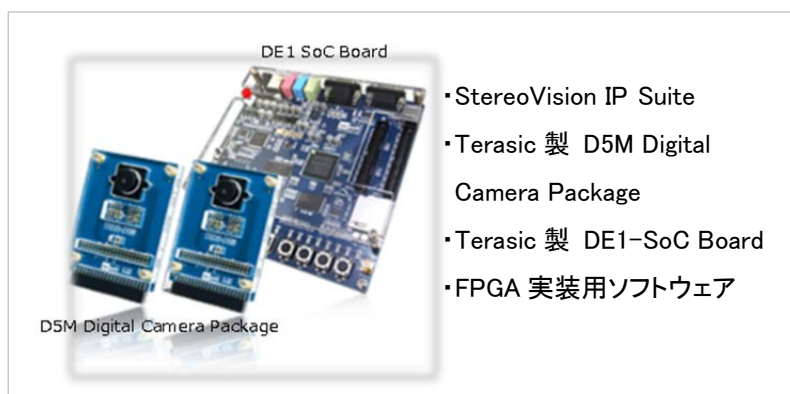 DE1 SoC Board
D5M Digital Camera Package
・StereoVision IP Suite
・Terasic 製 D5M Digital
Camera Package
・Terasic 製 DE1-SoC Board
・FPGA 実装用ソフトウェア